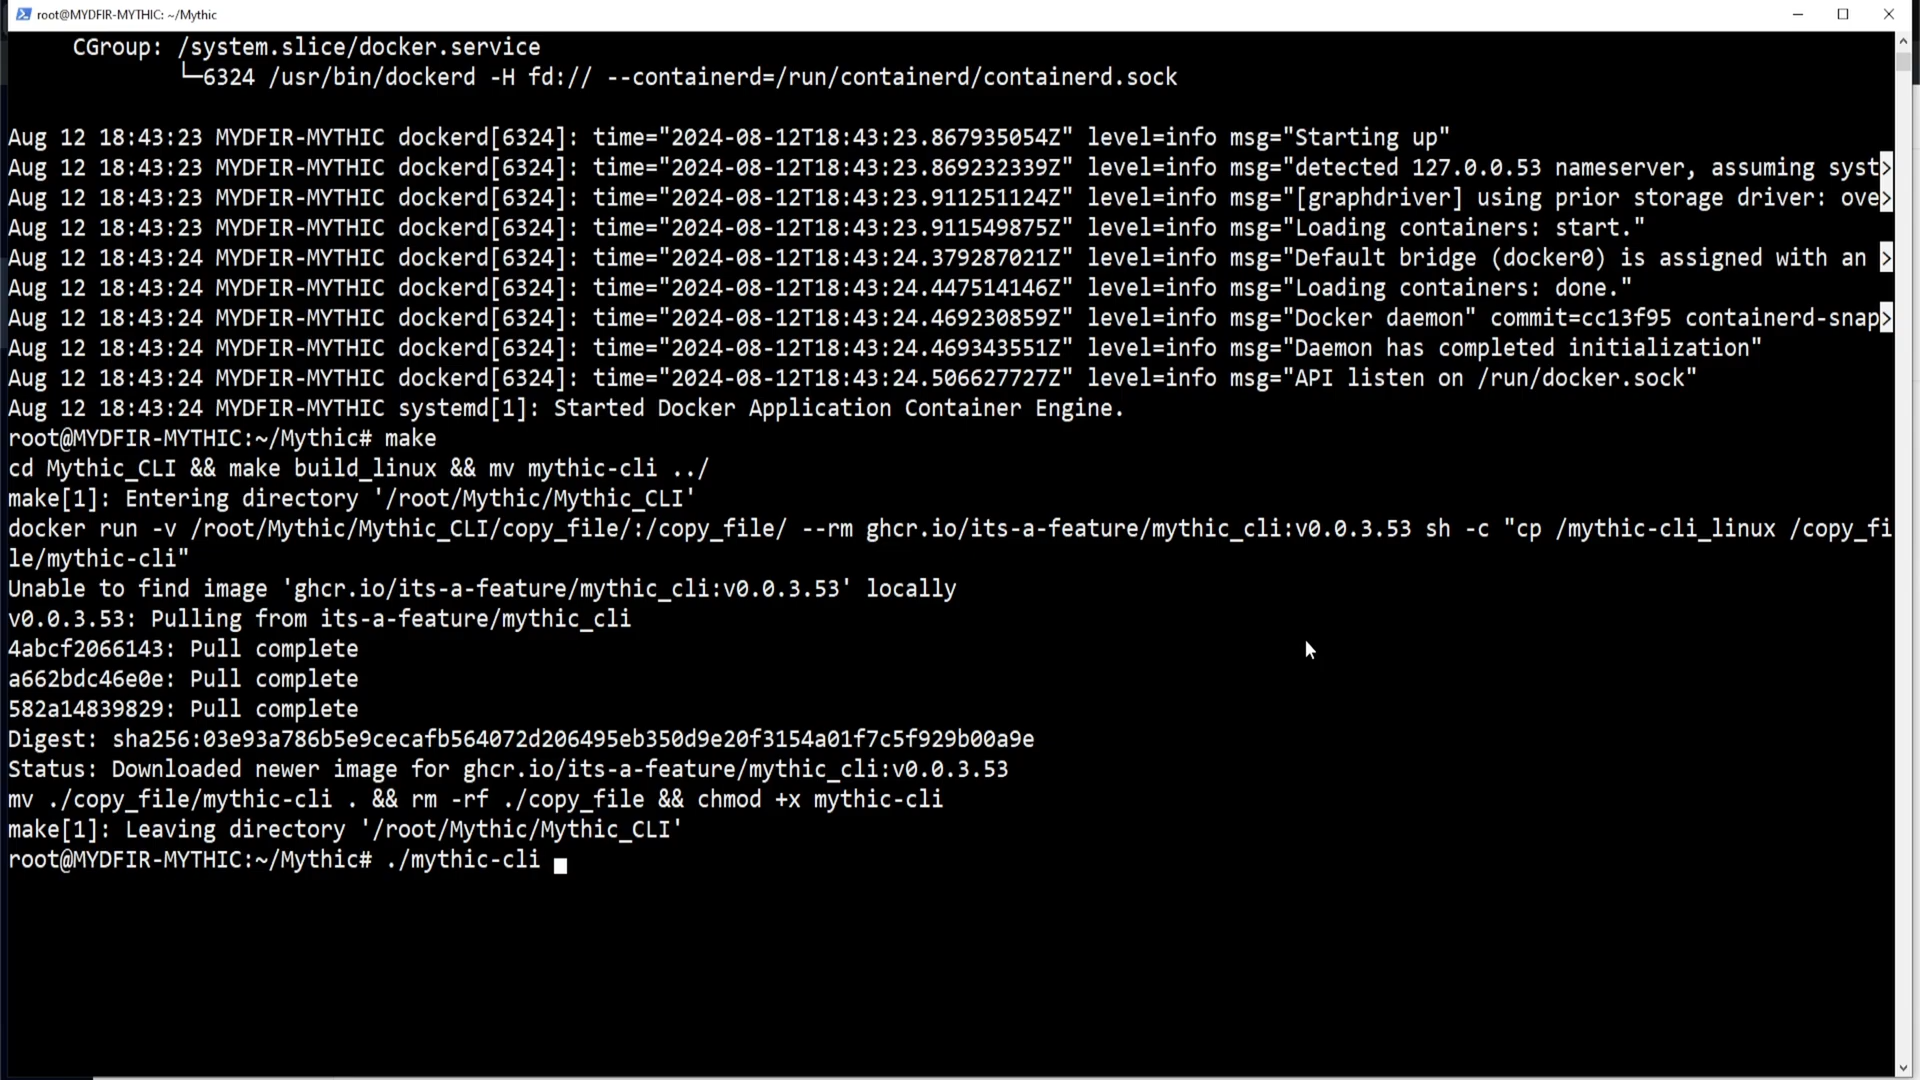 root@MYDFIR-MYTHIC: ~/Mythic
CGroup: /system.slice/docker.service
└─6324 /usr/bin/dockerd -H fd:// --containerd=/run/containerd/containerd.sock
Aug 12 18:43:23 MYDFIR-MYTHIC dockerd[6324]: time="2024-08-12T18:43:23.867935054Z" level=info msg="Starting up"
Aug 12 18:43:23 MYDFIR-MYTHIC dockerd[6324]: time="2024-08-12T18:43:23.869232339Z" level=info msg="detected 127.0.0.53 nameserver, assuming syst>
Aug 12 18:43:23 MYDFIR-MYTHIC dockerd[6324]: time="2024-08-12T18:43:23.911251124Z" level=info msg="[graphdriver] using prior storage driver: ove>
Aug 12 18:43:23 MYDFIR-MYTHIC dockerd[6324]: time="2024-08-12T18:43:23.911549875Z" level=info msg="Loading containers: start."
Aug 12 18:43:24 MYDFIR-MYTHIC dockerd[6324]: time="2024-08-12T18:43:24.379287021Z" level=info msg="Default bridge (docker0) is assigned with an >
Aug 12 18:43:24 MYDFIR-MYTHIC dockerd[6324]: time="2024-08-12T18:43:24.447514146Z" level=info msg="Loading containers: done."
Aug 12 18:43:24 MYDFIR-MYTHIC dockerd[6324]: time="2024-08-12T18:43:24.469230859Z" level=info msg="Docker daemon" commit=cc13f95 containerd-snap>
Aug 12 18:43:24 MYDFIR-MYTHIC dockerd[6324]: time="2024-08-12T18:43:24.469343551Z" level=info msg="Daemon has completed initialization"
Aug 12 18:43:24 MYDFIR-MYTHIC dockerd[6324]: time="2024-08-12T18:43:24.506627727Z" level=info msg="API listen on /run/docker.sock"
Aug 12 18:43:24 MYDFIR-MYTHIC systemd[1]: Started Docker Application Container Engine.
root@MYDFIR-MYTHIC:~/Mythic# make
cd Mythic_CLI && make build_linux && mv mythic-cli ../
make[1]: Entering directory '/root/Mythic/Mythic_CLI'
docker run -v /root/Mythic/Mythic_CLI/copy_file/:/copy_file/ --rm ghcr.io/its-a-feature/mythic_cli:v0.0.3.53 sh -c "cp /mythic-cli_linux /copy_fi
le/mythic-cli"
Unable to find image 'ghcr.io/its-a-feature/mythic_cli:v0.0.3.53' locally
v0.0.3.53: Pulling from its-a-feature/mythic_cli
4abcf2066143: Pull complete
a662bdc46e0e: Pull complete
582a14839829: Pull complete
Digest: sha256:03e93a786b5e9cecafb564072d206495eb350d9e20f3154a01f7c5f929b00a9e
Status: Downloaded newer image for ghcr.io/its-a-feature/mythic_cli:v0.0.3.53
mv ./copy_file/mythic-cli . && rm -rf ./copy_file && chmod +x mythic-cli
make[1]: Leaving directory '/root/Mythic/Mythic_CLI'
root@MYDFIR-MYTHIC:~/Mythic# ./mythic-cli